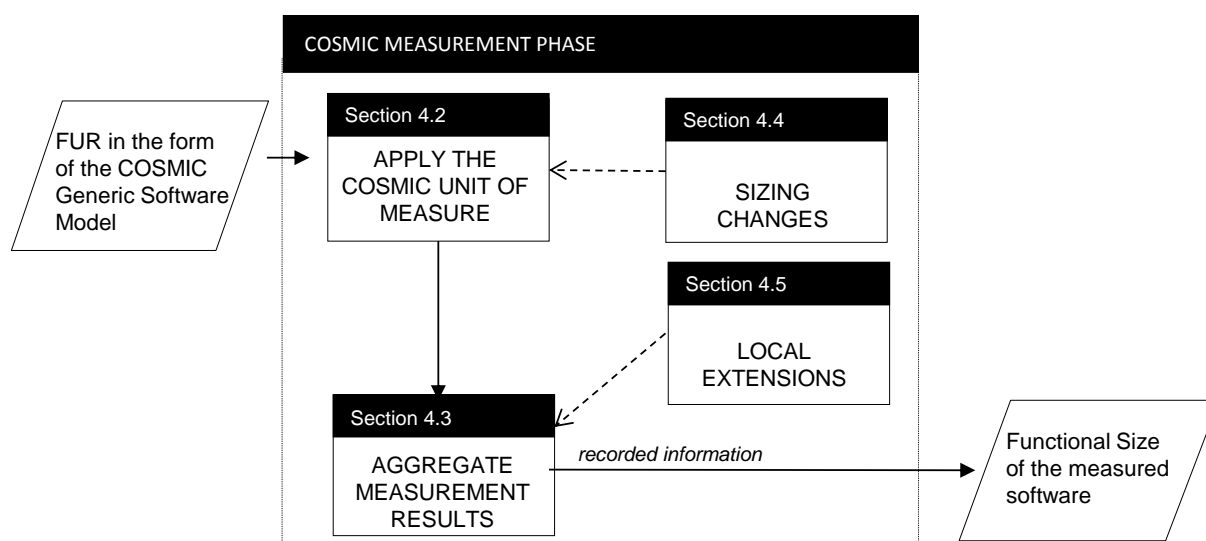 COSMIC MEASUREMENT PHASE
FUR in the form
of the COSMIC
Generic Software
Model
Section 4.2
APPLY THE
COSMIC UNIT OF
MEASURE
Section 4.4
SIZING
CHANGES
Section 4.5
LOCAL
EXTENSIONS
Section 4.3
AGGREGATE
MEASUREMENT
RESULTS
recorded information
Functional Size
of the measured
software